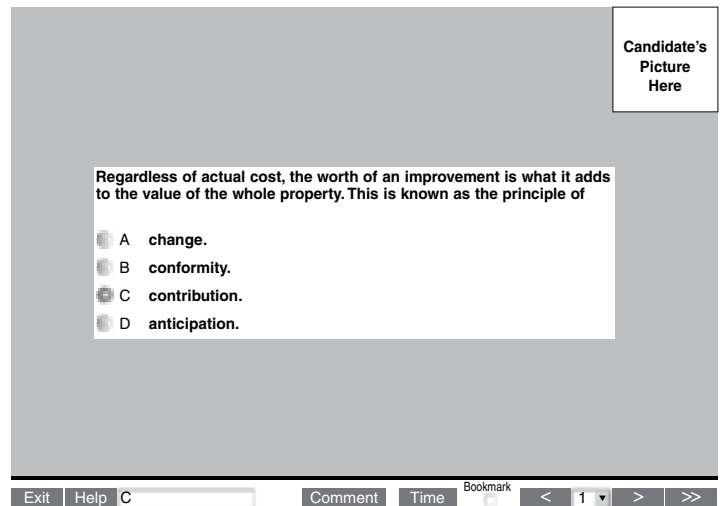 Candidate's
Picture
Here
Regardless of actual cost, the worth of an improvement is what it adds
to the value of the whole property. This is known as the principle of
A change.
B conformity.
C contribution.
D anticipation.
Exit Help C Comment Time Bookmark < 1 > >>